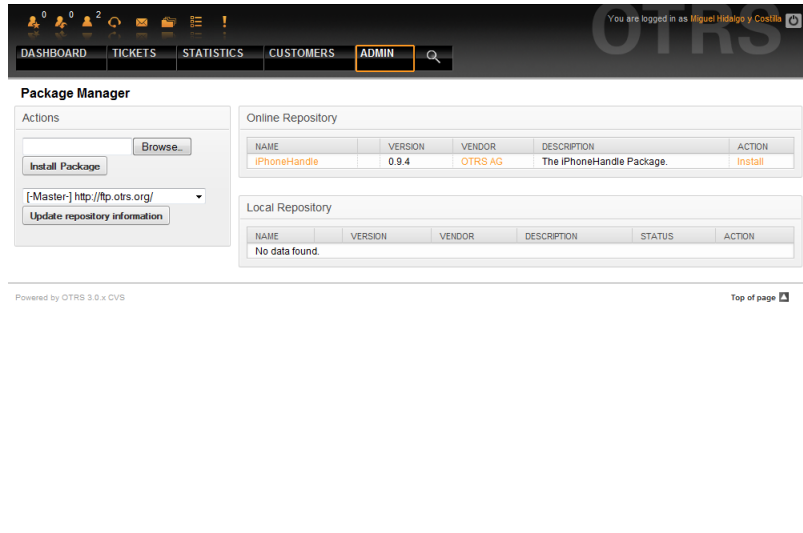 0 0 2
OTRS
You are logged in as Miguel Hidalgo y Costilla
DASHBOARD TICKETS STATISTICS CUSTOMERS ADMIN
Package Manager
Actions
Browse...
Install Package
[-Master-] http://ftp.otrs.org/
Update repository information
Online Repository
NAME VERSION VENDOR DESCRIPTION ACTION
iPhoneHandle 0.9.4 OTRS AG The iPhoneHandle Package. Install
Local Repository
NAME VERSION VENDOR DESCRIPTION STATUS ACTION
No data found.
Powered by OTRS 3.0.x CVS
Top of page